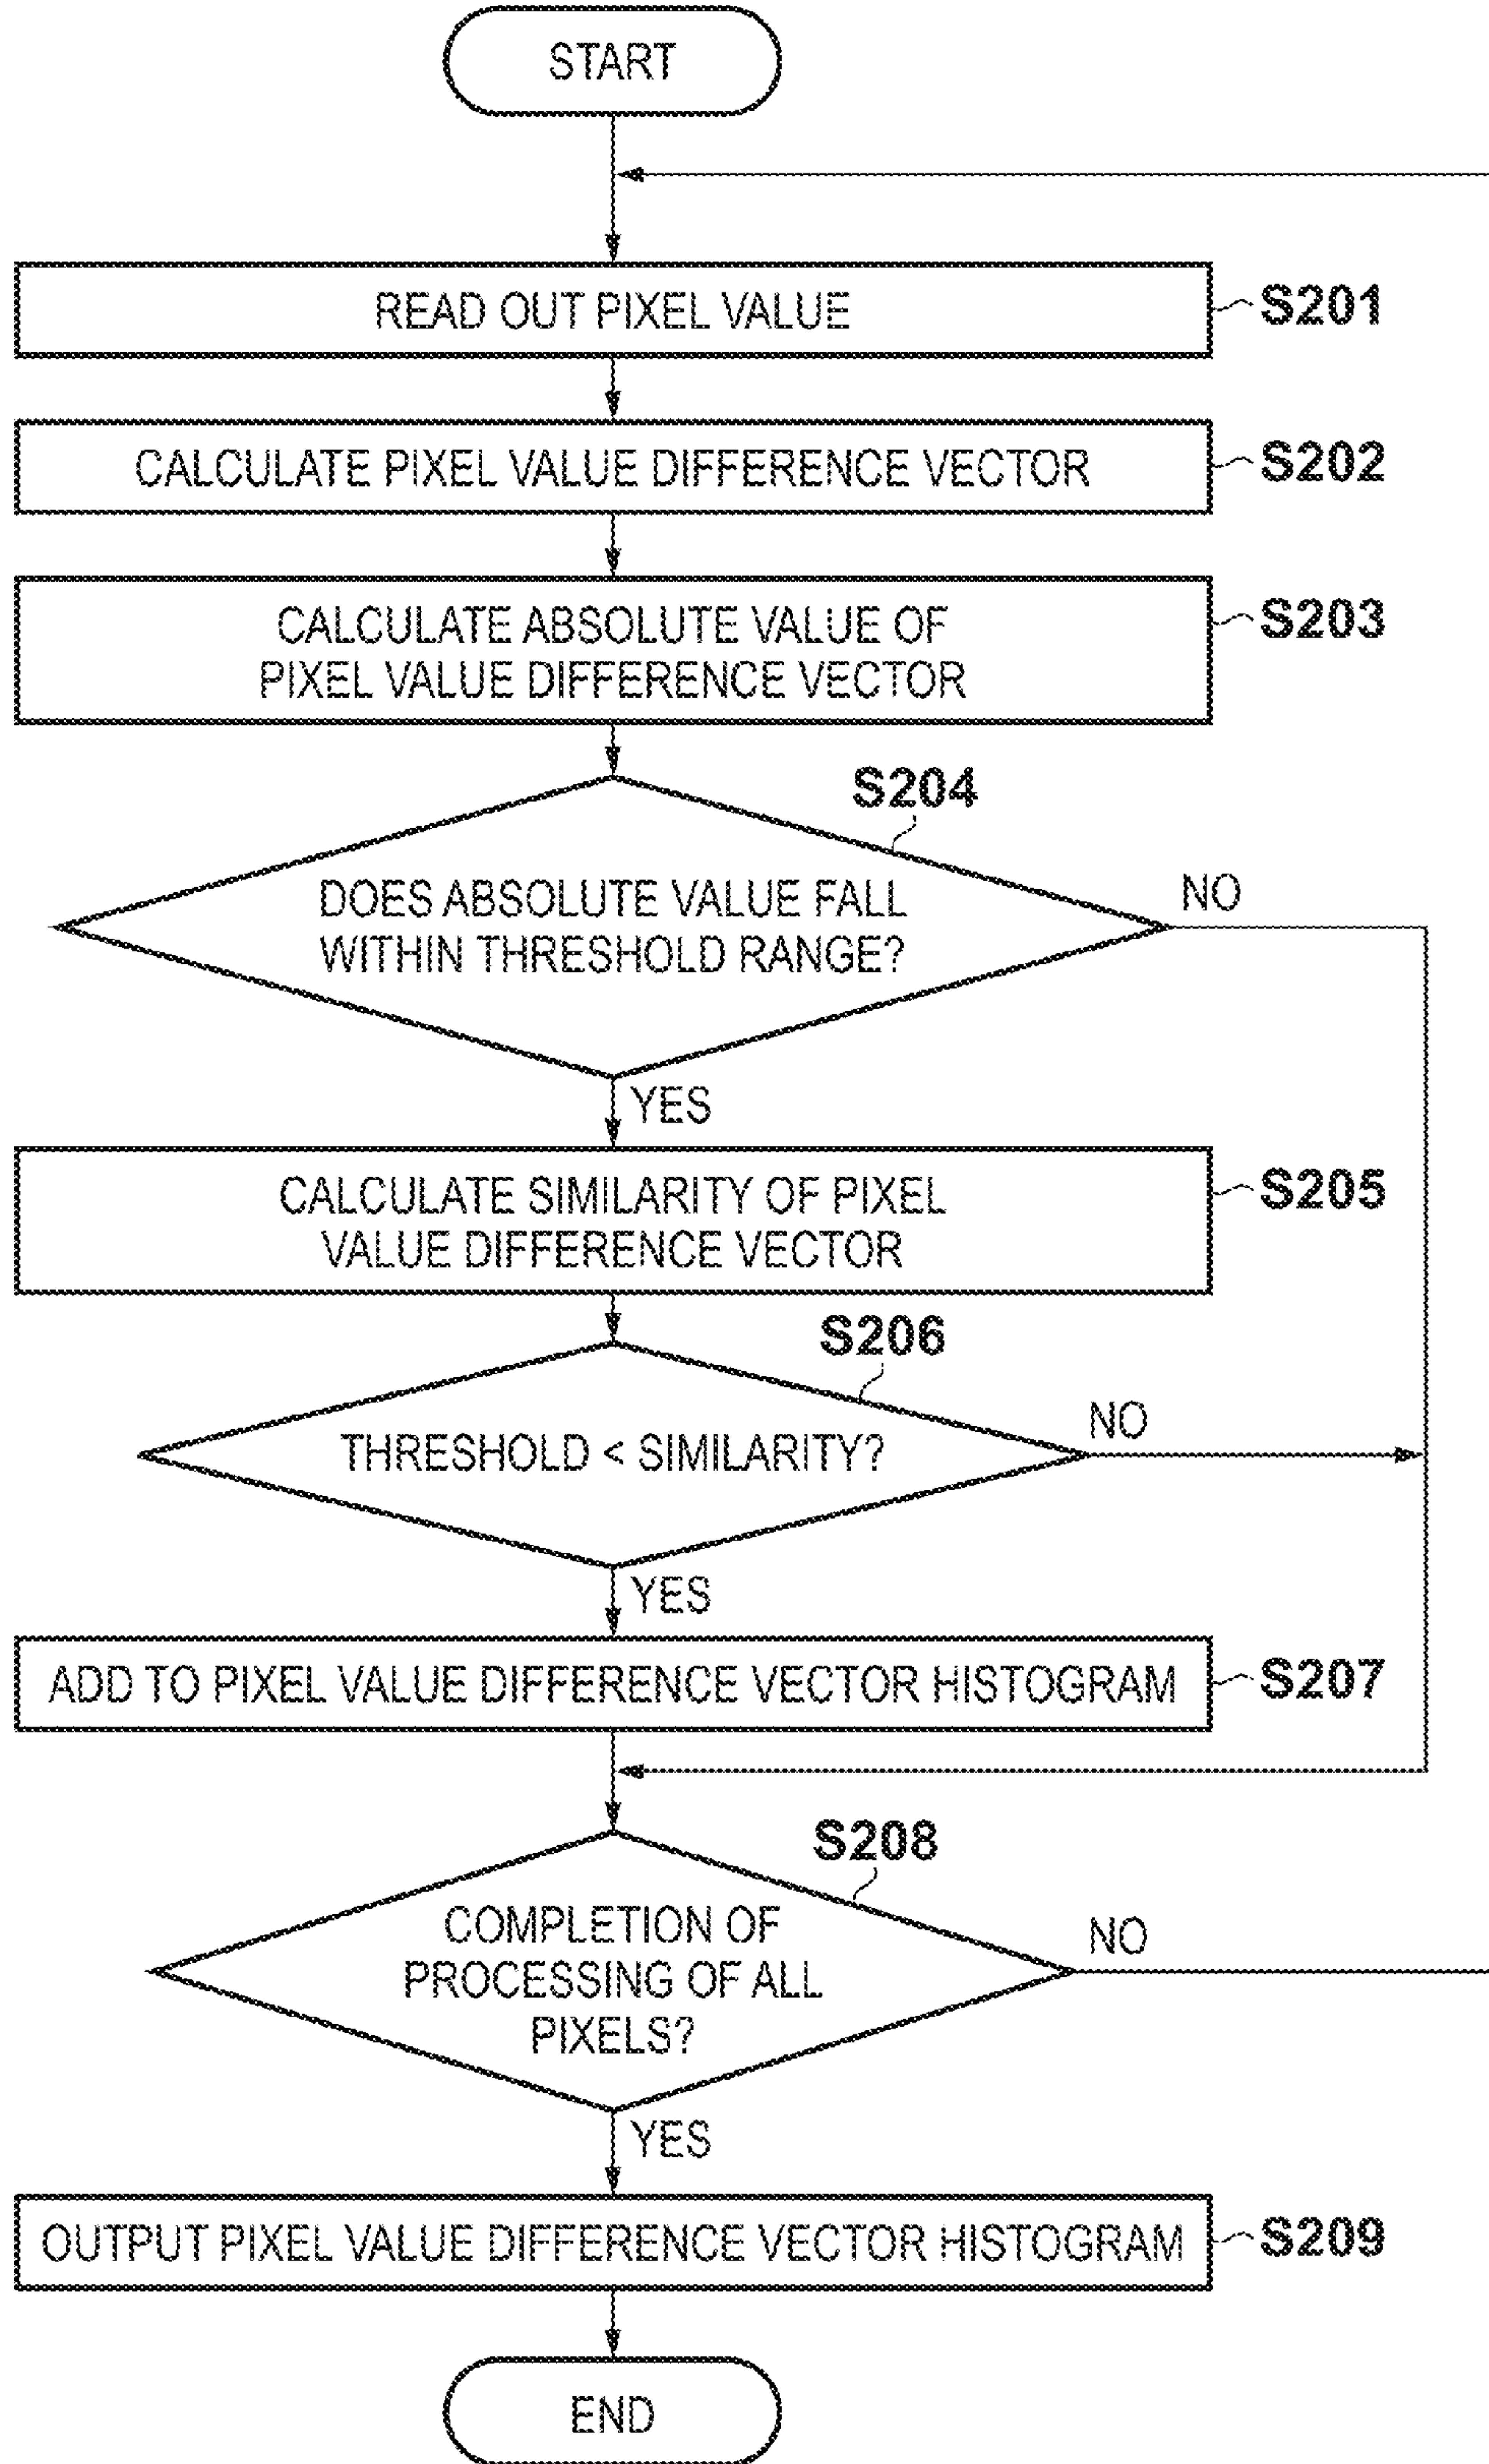 START
READ OUT PIXEL VALUE
S201
CALCULATE PIXEL VALUE DIFFERENCE VECTOR
S202
CALCULATE ABSOLUTE VALUE OF
PIXEL VALUE DIFFERENCE VECTOR
S203
S204
DOES ABSOLUTE VALUE FALL
WITHIN THRESHOLD RANGE?
NO
YES
CALCULATE SIMILARITY OF PIXEL
VALUE DIFFERENCE VECTOR
S205
S206
THRESHOLD < SIMILARITY?
NO
YES
ADD TO PIXEL VALUE DIFFERENCE VECTOR HISTOGRAM
S207
S208
COMPLETION OF
PROCESSING OF ALL
PIXELS?
NO
YES
OUTPUT PIXEL VALUE DIFFERENCE VECTOR HISTOGRAM
S209
END